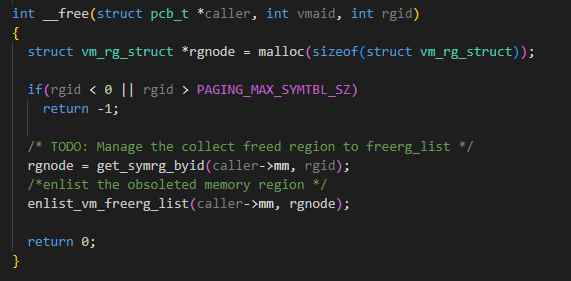 int __free(struct pcb_t *caller, int vmaid, int rgid)
{
  struct vm_rg_struct *rgnode = malloc(sizeof(struct vm_rg_struct));
  if(rgid < 0 || rgid > PAGING_MAX_SYMTBL_SZ)
    return -1;
  /* TODO: Manage the collect freed region to freerg_list */
  rgnode = get_symrg_byid(caller->mm, rgid);
  /*enlist the obsoleted memory region */
  enlist_vm_freerg_list(caller->mm, rgnode);
  return 0;
}